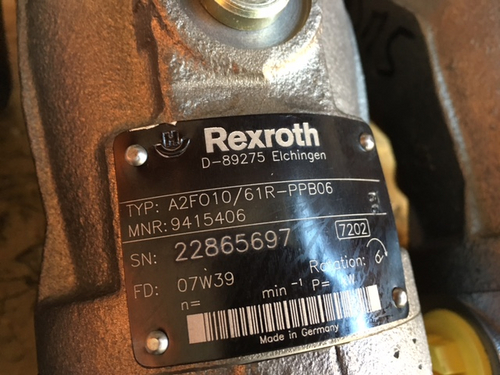 Rexroth
D-89275 Elchingen
TYP: A2FO10/61R-PPB06
MNR: 9415406
SN: 22865697 7202
FD: 07W39 Rotation:
n= min⁻¹ P= kW
Made in Germany